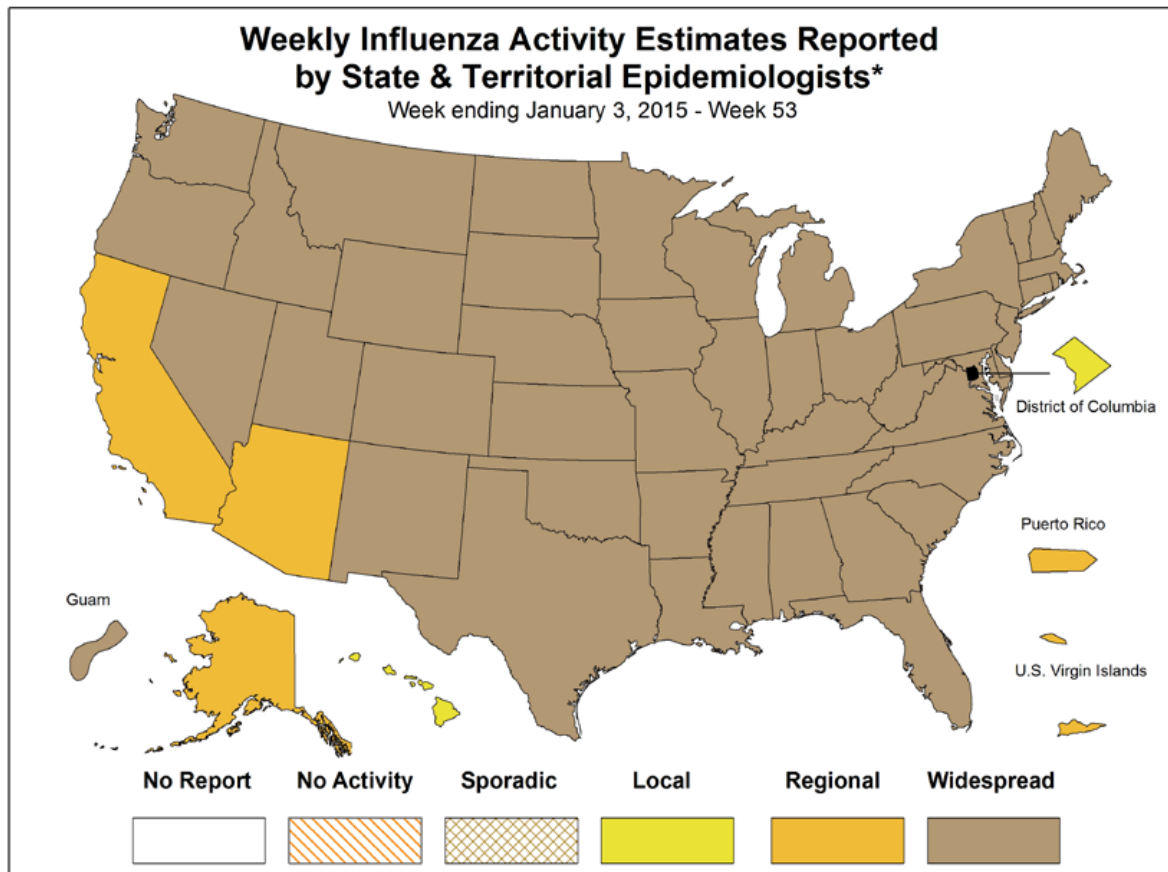 Weekly Influenza Activity Estimates Reported
by State & Territorial Epidemiologists*
Week ending January 3, 2015 - Week 53
District of Columbia
Puerto Rico
Guam
U.S. Virgin Islands
No Report
No Activity
Sporadic
Local
Regional
Widespread